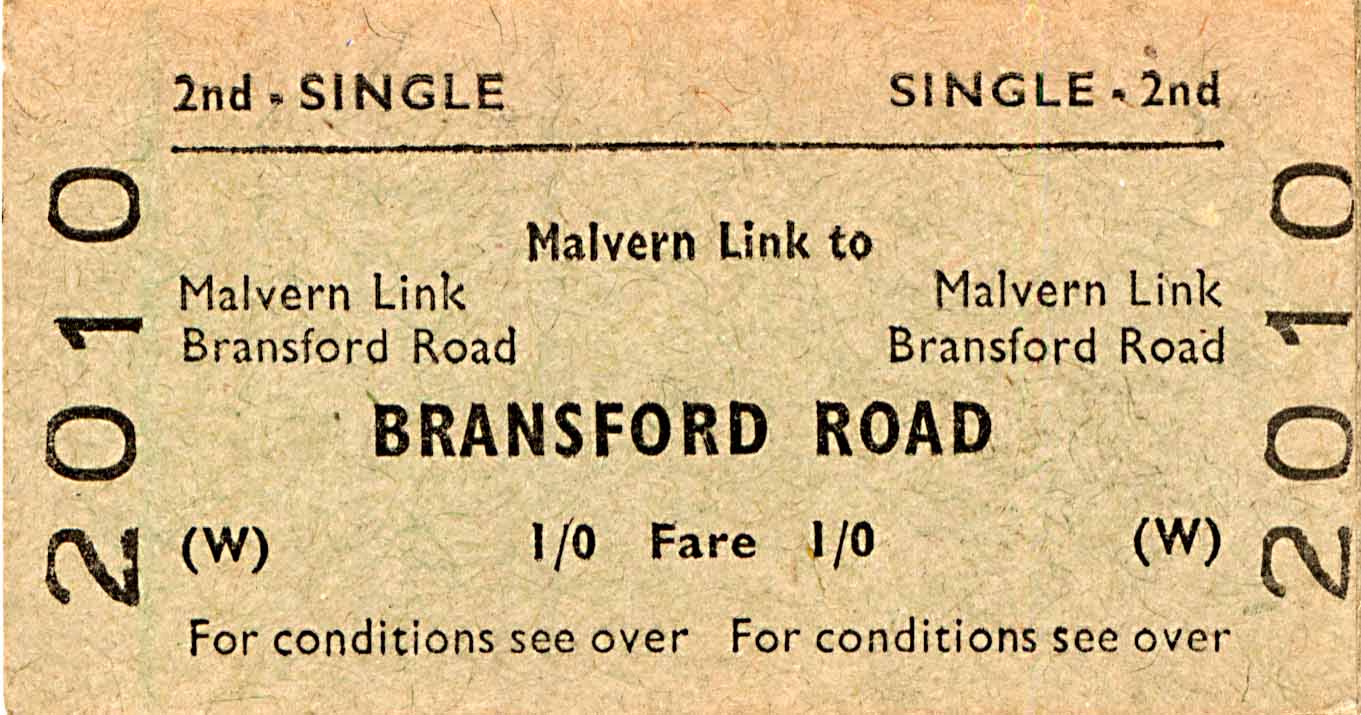 2nd - SINGLE SINGLE - 2nd
Malvern Link to
Malvern Link Malvern Link
Bransford Road Bransford Road
BRANSFORD ROAD
(W) 1/0 Fare 1/0 (W)
For conditions see over For conditions see over
2010
2010